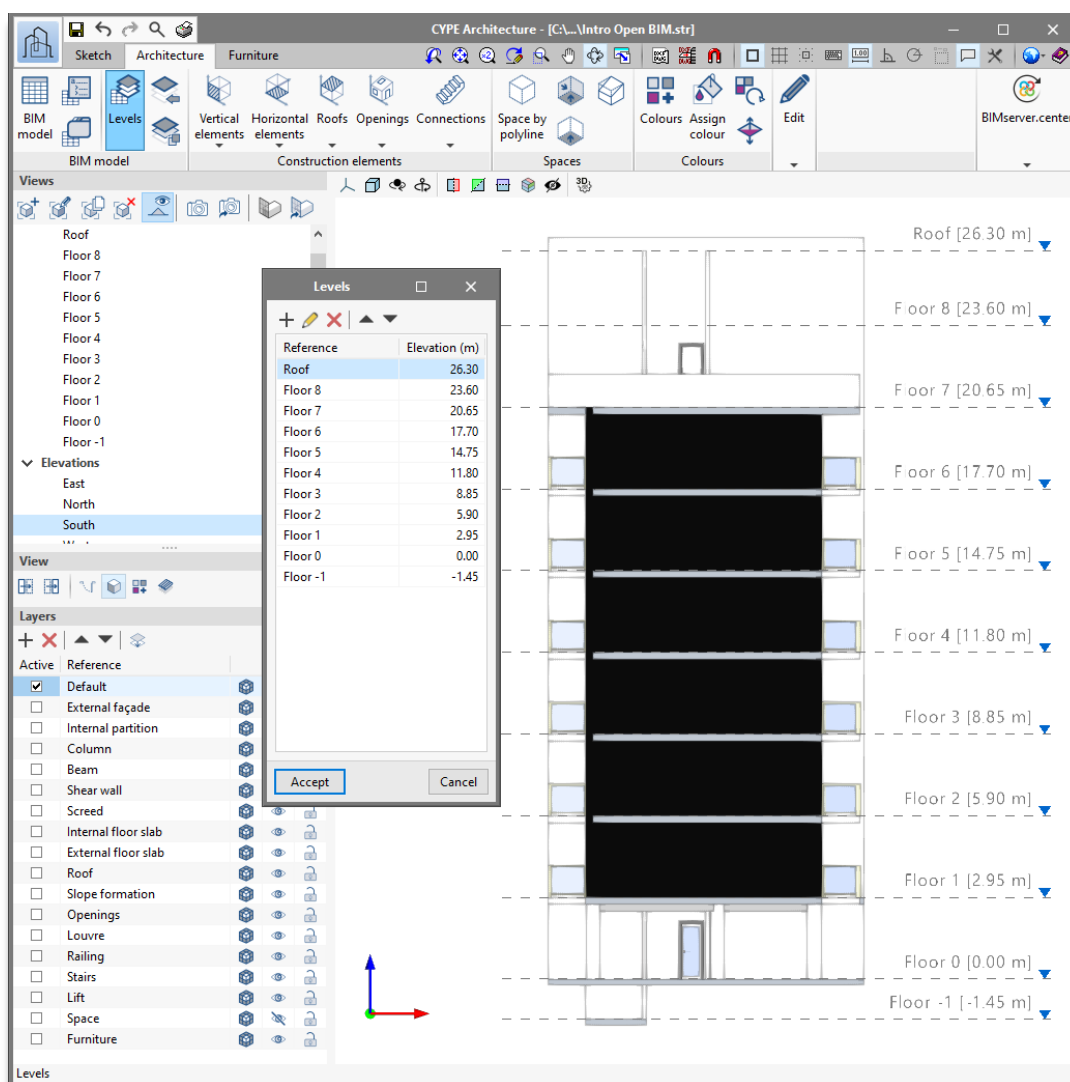 CYPE Architecture - [C:\...\Intro Open BIM.str]
Sketch Architecture Furniture
BIM model
Levels
Vertical elements
Horizontal elements
Roofs
Openings
Connections
Space by polyline
Colours
Assign colour
Edit
BIMserver.center
BIM model
Construction elements
Spaces
Colours
Views
Roof
Floor 8
Floor 7
Floor 6
Floor 5
Floor 4
Floor 3
Floor 2
Floor 1
Floor 0
Floor -1
Elevations
East
North
South
View
Layers
Active Reference
Default
External façade
Internal partition
Column
Beam
Shear wall
Screed
Internal floor slab
External floor slab
Roof
Slope formation
Openings
Louvre
Railing
Stairs
Lift
Space
Furniture
Levels
Levels
Reference Elevation (m)
Roof 26.30
Floor 8 23.60
Floor 7 20.65
Floor 6 17.70
Floor 5 14.75
Floor 4 11.80
Floor 3 8.85
Floor 2 5.90
Floor 1 2.95
Floor 0 0.00
Floor -1 -1.45
Accept Cancel
3D
Roof [26.30 m]
Floor 8 [23.60 m]
Floor 7 [20.65 m]
Floor 6 [17.70 m]
Floor 5 [14.75 m]
Floor 4 [11.80 m]
Floor 3 [8.85 m]
Floor 2 [5.90 m]
Floor 1 [2.95 m]
Floor 0 [0.00 m]
Floor -1 [-1.45 m]